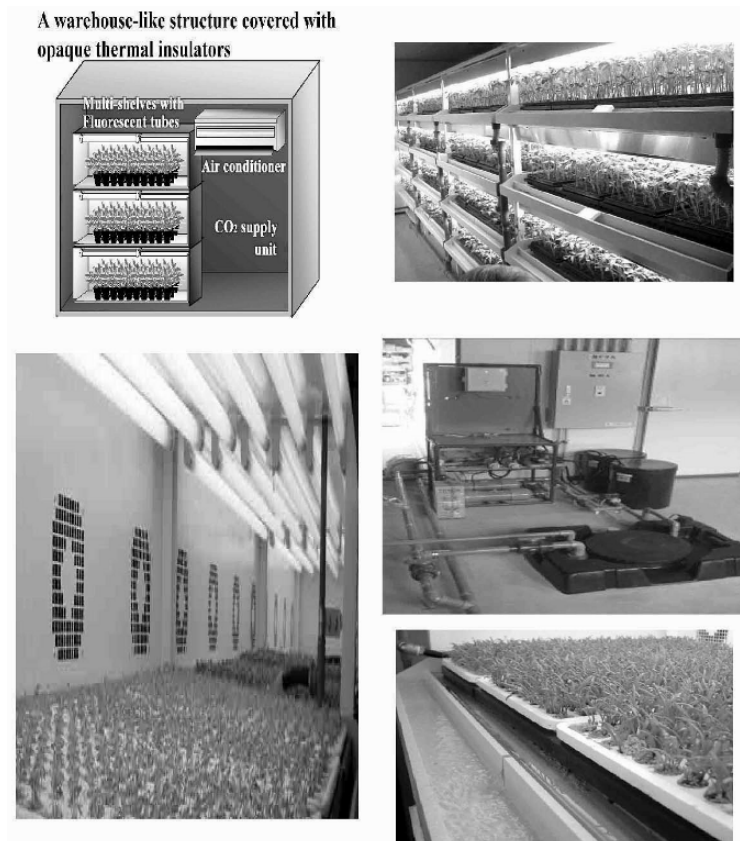 A warehouse-like structure covered with
opaque thermal insulators
Multi-shelves with
Fluorescent tubes
Air conditioner
CO₂ supply
unit